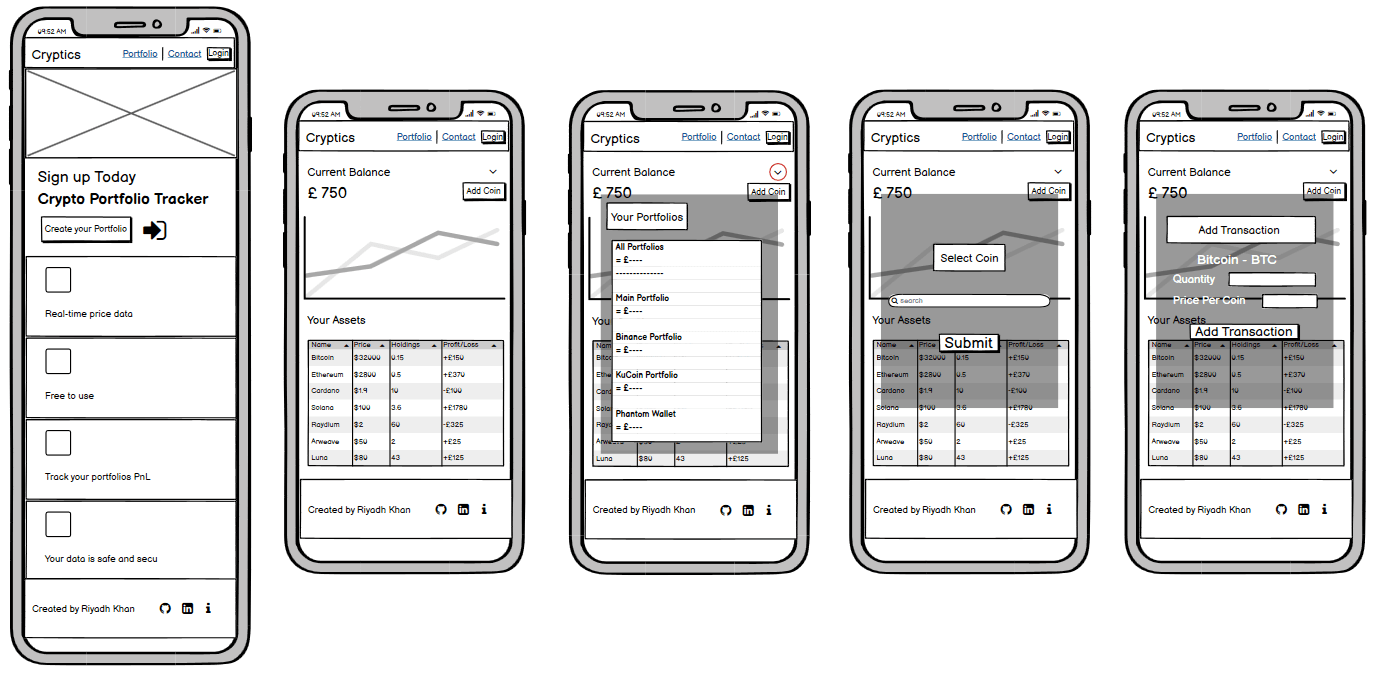 09:52 AM
Cryptics Portfolio | Contact Login
Sign up Today
Crypto Portfolio Tracker
Create your Portfolio
Real-time price data
Free to use
Track your portfolios PnL
Your data is safe and secu
Created by Riyadh Khan
09:52 AM
Cryptics Portfolio | Contact Login
Current Balance
£ 750 Add Coin
Your Assets
Name Price Holdings Profit/Loss
Bitcoin $32000 0.15 +£150
Ethereum $2800 0.5 +£370
Cardano $1.9 10 -£100
Solana $100 3.6 +£1780
Raydium $2 60 -£325
Arweave $50 2 +£25
Luna $80 43 +£125
Created by Riyadh Khan
09:52 AM
Cryptics Portfolio | Contact Login
Current Balance
£ 750 Add Coin
Your Portfolios
All Portfolios
= £----
--------------
Main Portfolio
= £----
Binance Portfolio
= £----
KuCoin Portfolio
= £----
Phantom Wallet
= £----
Luna $80 43 +£125
Created by Riyadh Khan
09:52 AM
Cryptics Portfolio | Contact Login
Current Balance
£ 750 Add Coin
Select Coin
search
Your Assets
Submit
Name Price Profit/Loss
Bitcoin $32000 0.15 +£150
Ethereum $2800 0.5 +£370
Cardano $1.9 10 -£100
Solana $100 3.6 +£1780
Raydium $2 60 -£325
Arweave $50 2 +£25
Luna $80 43 +£125
Created by Riyadh Khan
09:52 AM
Cryptics Portfolio | Contact Login
Current Balance
£ 750 Add Coin
Add Transaction
Bitcoin - BTC
Quantity
Price Per Coin
Your Assets
Add Transaction
Name Price Holdings Profit/Loss
Bitcoin $32000 0.15 +£150
Ethereum $2800 0.5 +£370
Cardano $1.9 10 -£100
Solana $100 3.6 +£1780
Raydium $2 60 -£325
Arweave $50 2 +£25
Luna $80 43 +£125
Created by Riyadh Khan